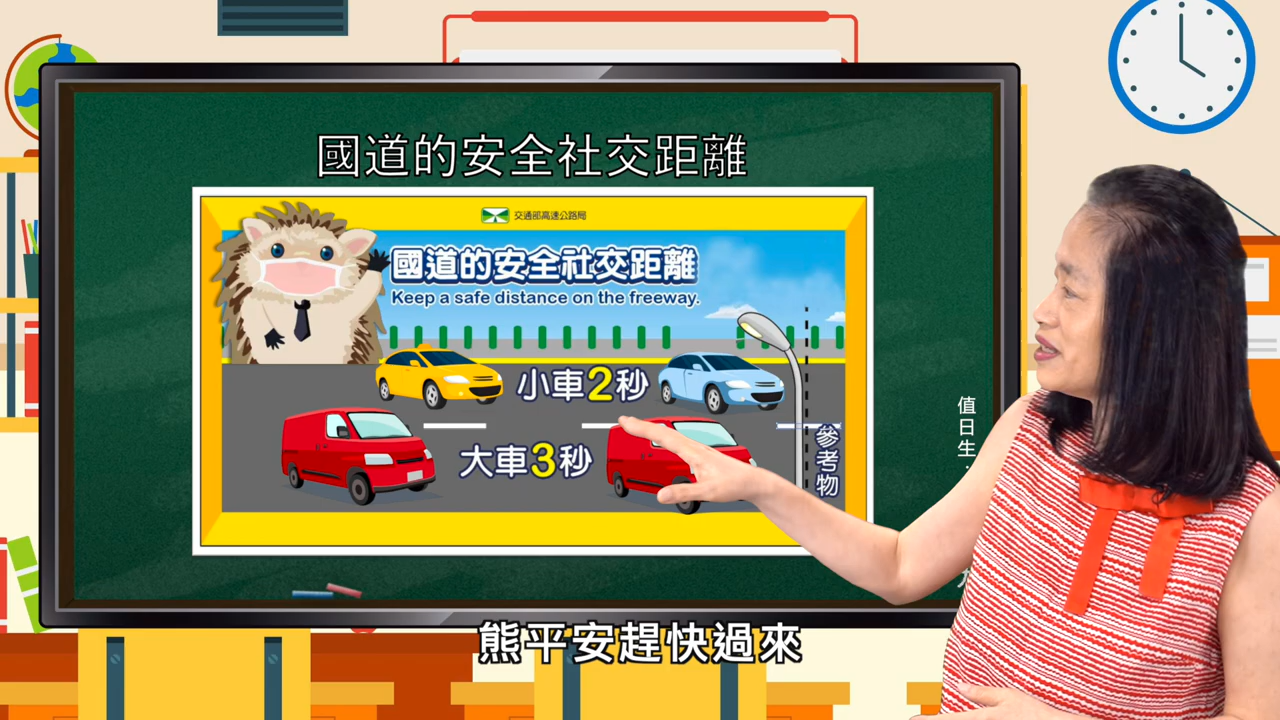 國道的安全社交距離
交通部高速公路局
國道的安全社交距離
Keep a safe distance on the freeway.
小車2秒
大車3秒
參考物
值日生
熊平安趕快過來